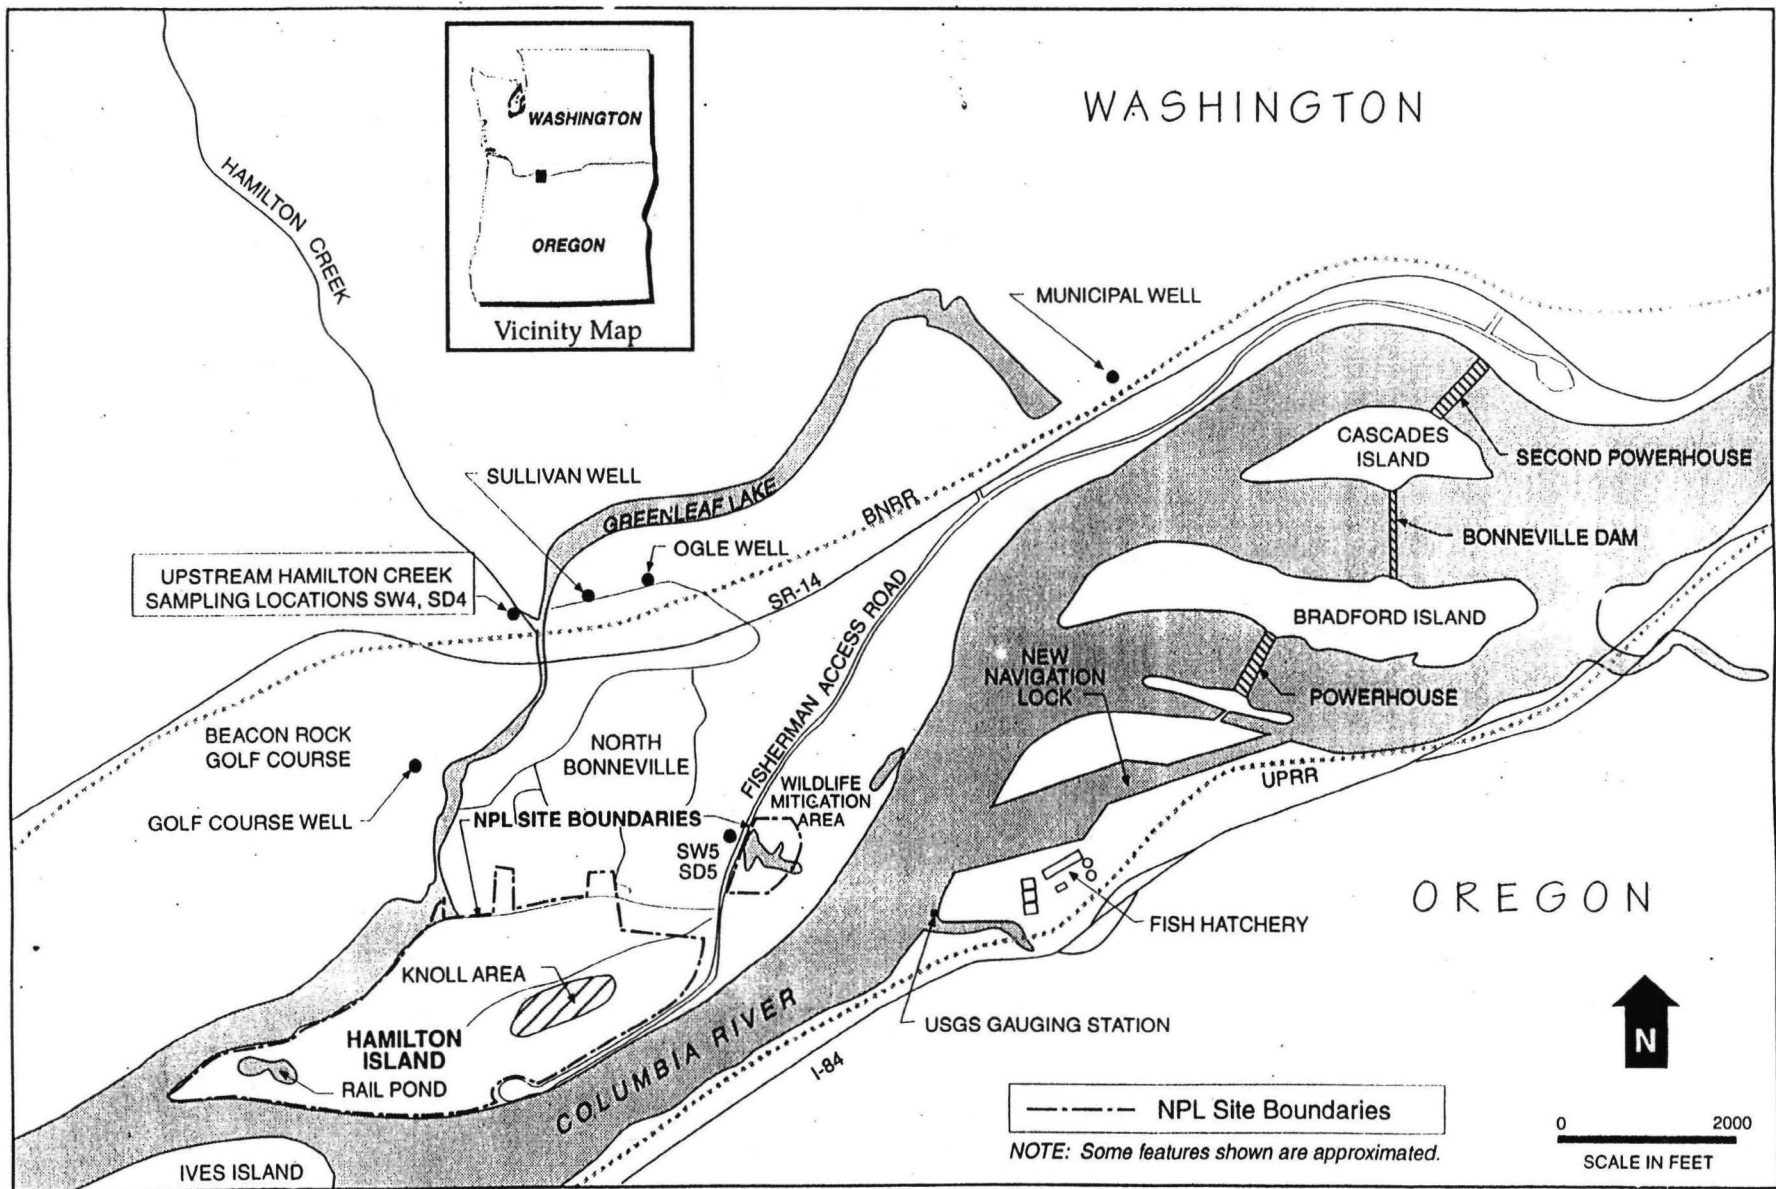 WASHINGTON
HAMILTON CREEK
WASHINGTON
OREGON
Vicinity Map
MUNICIPAL WELL
CASCADES
ISLAND
SECOND POWERHOUSE
SULLIVAN WELL
GREENLEAF LAKE
BNRR
OGLE WELL
BONNEVILLE DAM
UPSTREAM HAMILTON CREEK
SAMPLING LOCATIONS SW4, SD4
SR-14
BRADFORD ISLAND
FISHERMAN ACCESS ROAD
NEW
NAVIGATION
LOCK
POWERHOUSE
BEACON ROCK
GOLF COURSE
NORTH
BONNEVILLE
UPRR
WILDLIFE
MITIGATION
AREA
GOLF COURSE WELL
NPL SITE BOUNDARIES
SW5
SD5
OREGON
FISH HATCHERY
KNOLL AREA
COLUMBIA RIVER
USGS GAUGING STATION
HAMILTON
ISLAND
RAIL POND
I-84
N
NPL Site Boundaries
NOTE: Some features shown are approximated.
0 2000
SCALE IN FEET
IVES ISLAND